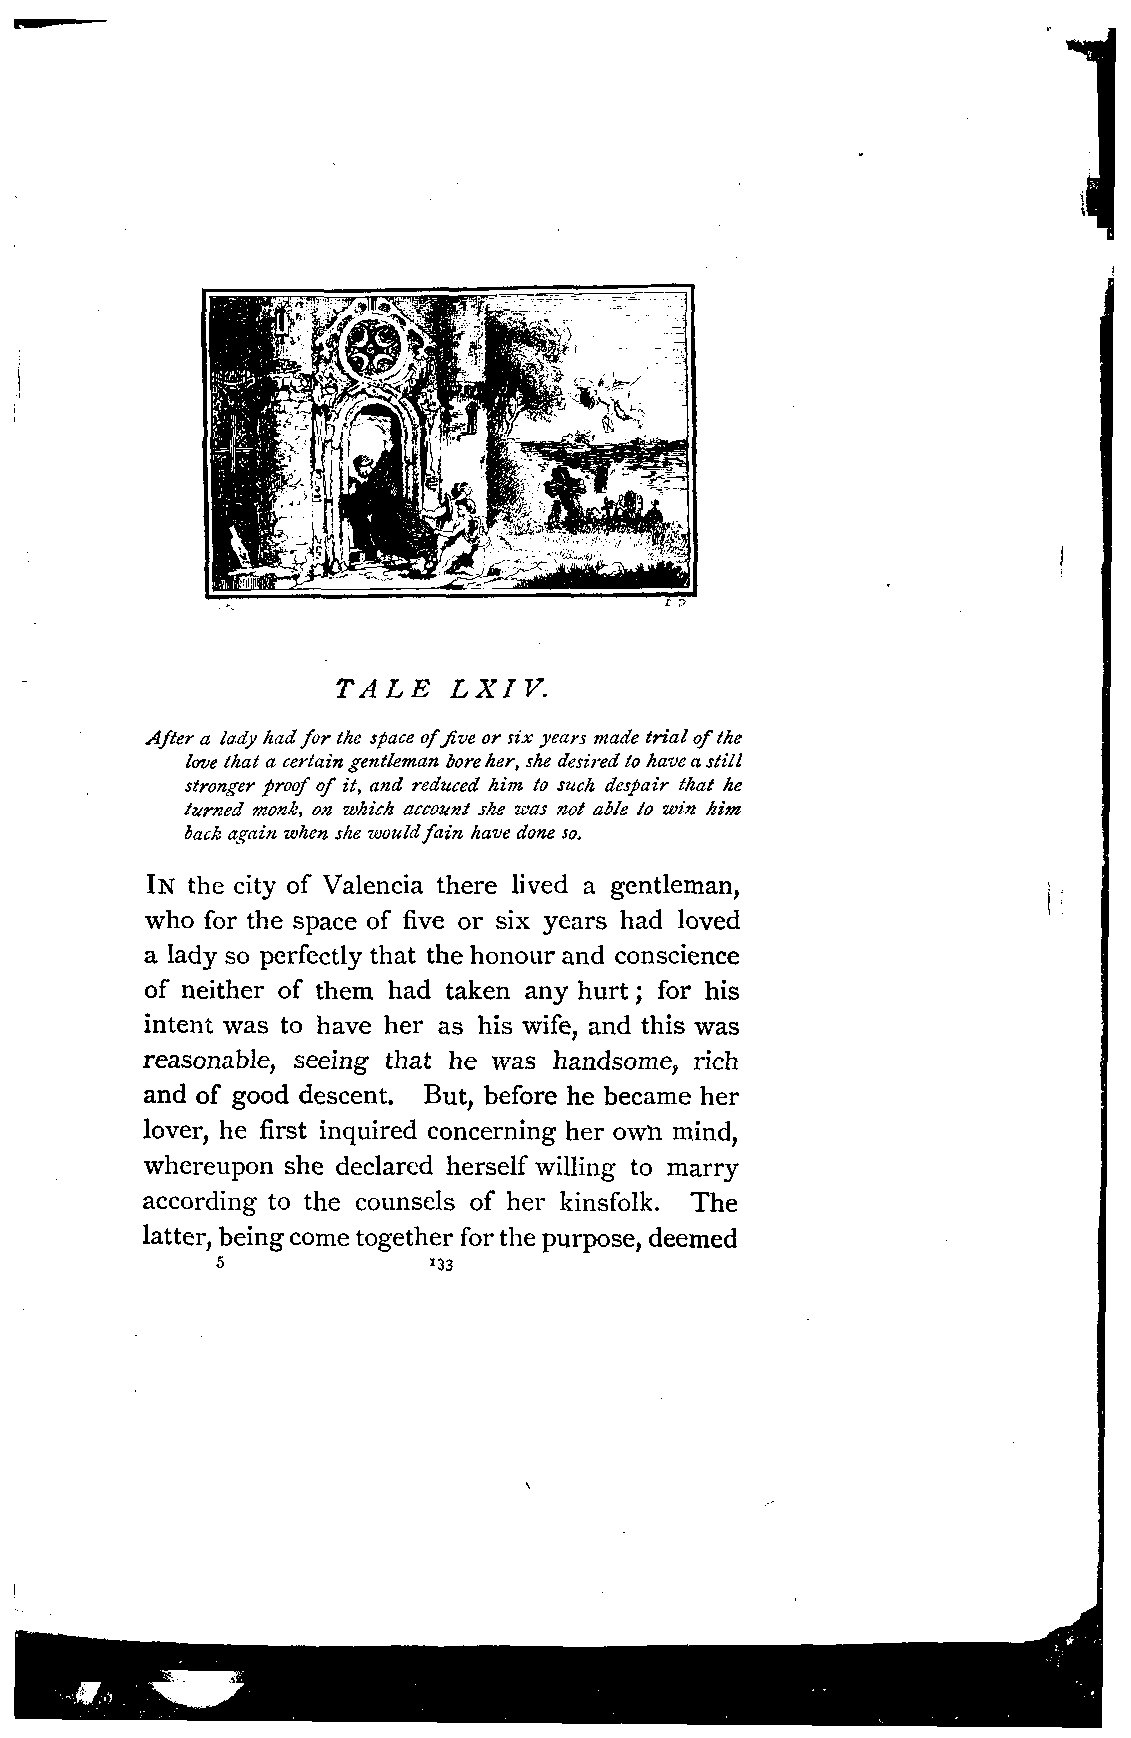 TALE LXIV.
After a lady had for the space of five or six years made trial of the
love that a certain gentleman bore her, she desired to have a still
stronger proof of it, and reduced him to such despair that he
turned monk, on which account she was not able to win him
back again when she would fain have done so.
IN the city of Valencia there lived a gentleman,
who for the space of five or six years had loved
a lady so perfectly that the honour and conscience
of neither of them had taken any hurt; for his
intent was to have her as his wife, and this was
reasonable, seeing that he was handsome, rich
and of good descent. But, before he became her
lover, he first inquired concerning her own mind,
whereupon she declared herself willing to marry
according to the counsels of her kinsfolk. The
latter, being come together for the purpose, deemed
5 133